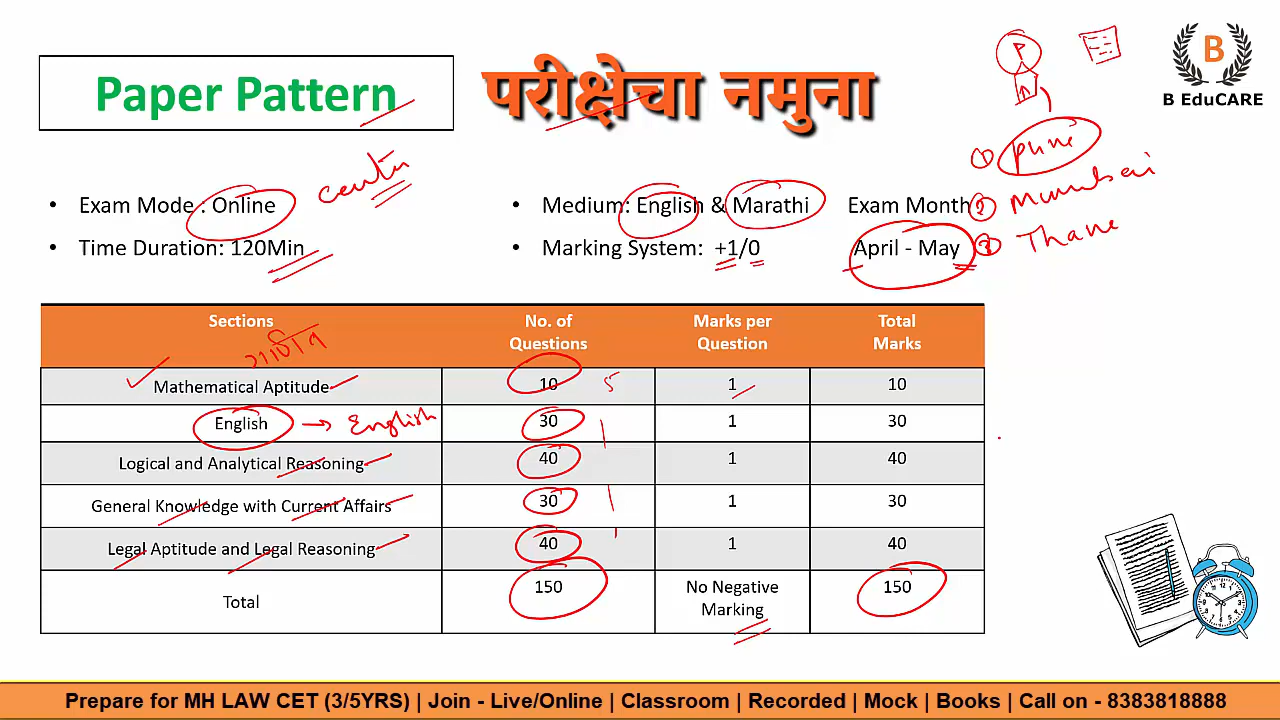 Paper Pattern
परीक्षेचा नमुना
P
B
B EduCARE
• Exam Mode : Online
center
• Medium: English & Marathi
Exam Month
• Time Duration: 120Min
• Marking System: +1/0
April - May
① Pune
② Mumbai
③ Thane
Sections No. of Questions Marks per Question Total Marks
गणित
Mathematical Aptitude 10 5 1 10
English → English 30 1 30
Logical and Analytical Reasoning 40 1 40
General Knowledge with Current Affairs 30 1 30
Legal Aptitude and Legal Reasoning 40 1 40
Total 150 No Negative Marking 150
Prepare for MH LAW CET (3/5YRS) | Join - Live/Online | Classroom | Recorded | Mock | Books | Call on - 8383818888